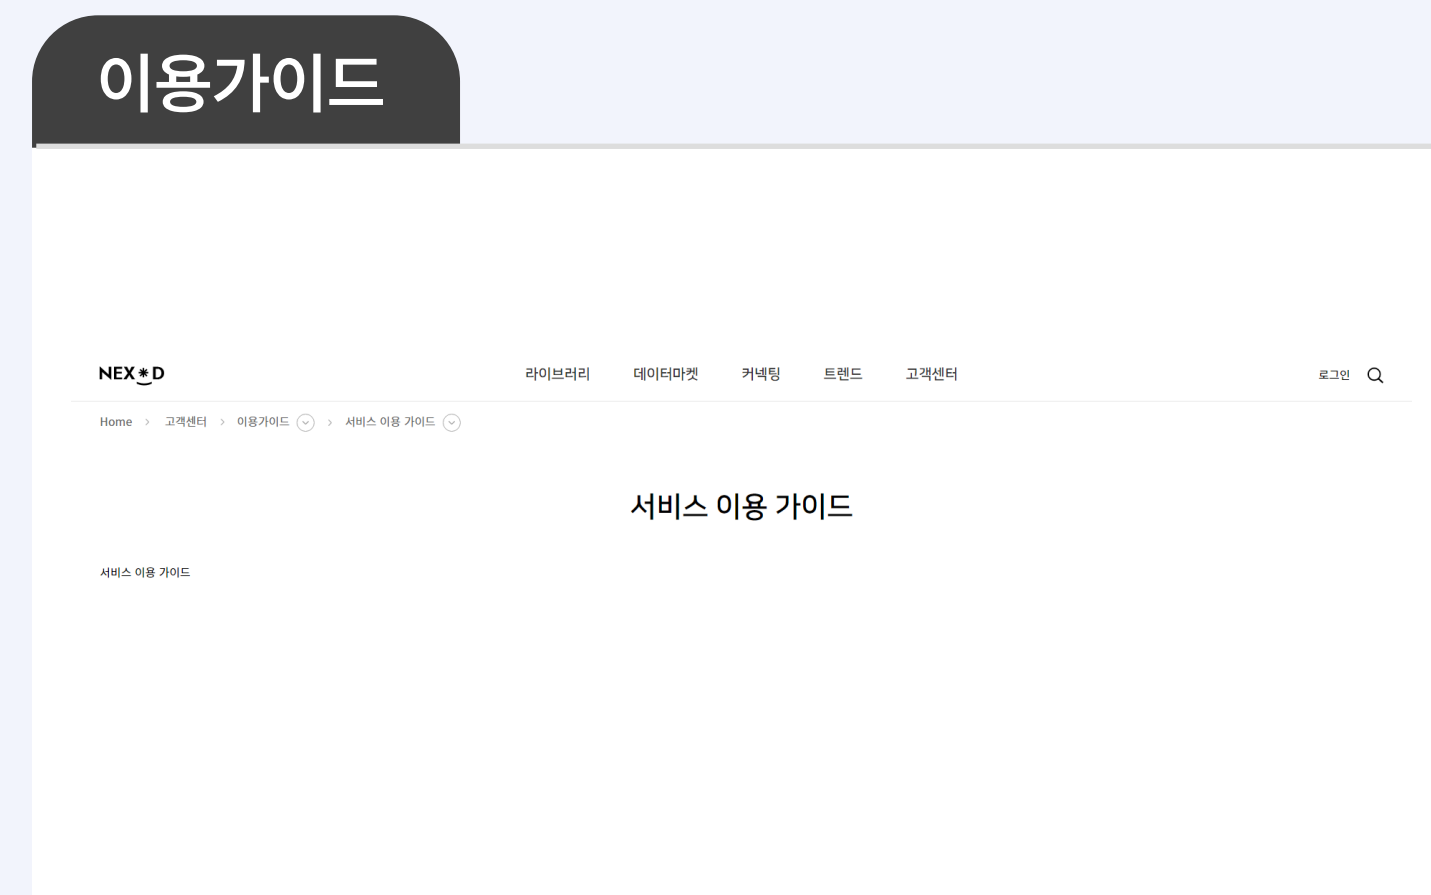 이용가이드
NEX*D 라이브러리 데이터마켓 커넥팅 트렌드 고객센터 로그인
Home > 고객센터 > 이용가이드 > 서비스 이용 가이드
서비스 이용 가이드
서비스 이용 가이드